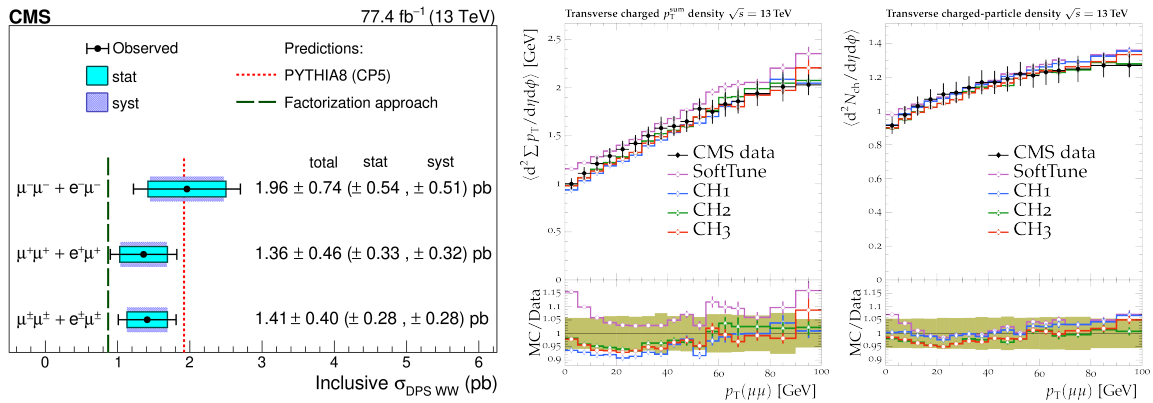 CMS 77.4 fb⁻¹ (13 TeV)
Observed
stat
syst
Predictions:
PYTHIA8 (CP5)
Factorization approach
total stat syst
μ⁻μ⁻ + e⁻μ⁻ 1.96 ± 0.74 (± 0.54 , ± 0.51) pb
μ⁺μ⁺ + e⁺μ⁺ 1.36 ± 0.46 (± 0.33 , ± 0.32) pb
μ±μ± + e±μ± 1.41 ± 0.40 (± 0.28 , ± 0.28) pb
0 1 2 3 4 5 6
Inclusive σ_DPS WW (pb)
Transverse charged p_T^sum density √s = 13 TeV
⟨d² ∑ p_T / dηdϕ⟩ [GeV]
2.5
2
1.5
1
0.5
0
CMS data
SoftTune
CH1
CH2
CH3
MC/Data
1.15
1.1
1.05
1.0
0.95
0.9
0 20 40 60 80 100
p_T(μμ) [GeV]
Transverse charged-particle density √s = 13 TeV
⟨d² N_ch / dηdϕ⟩
1.4
1.2
1.0
0.8
0.6
0.4
0.2
0
CMS data
SoftTune
CH1
CH2
CH3
MC/Data
1.15
1.1
1.05
1.0
0.95
0.9
0 20 40 60 80 100
p_T(μμ) [GeV]